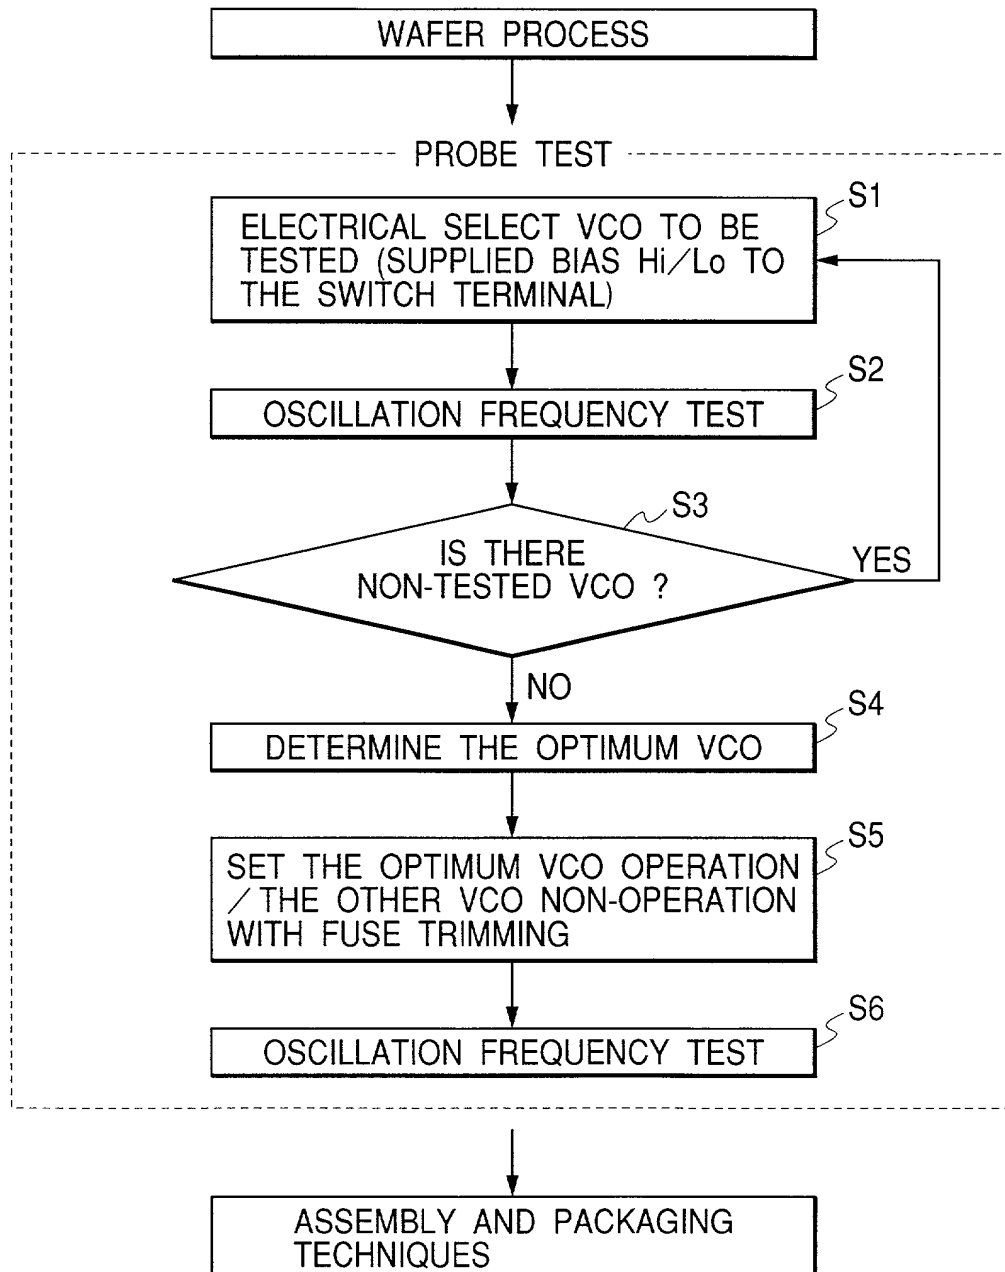 WAFER PROCESS
PROBE TEST
S1
ELECTRICAL SELECT VCO TO BE
TESTED (SUPPLIED BIAS Hi/Lo TO
THE SWITCH TERMINAL)
S2
OSCILLATION FREQUENCY TEST
S3
IS THERE
NON-TESTED VCO ?
YES
NO
S4
DETERMINE THE OPTIMUM VCO
S5
SET THE OPTIMUM VCO OPERATION
/ THE OTHER VCO NON-OPERATION
WITH FUSE TRIMMING
S6
OSCILLATION FREQUENCY TEST
ASSEMBLY AND PACKAGING
TECHNIQUES